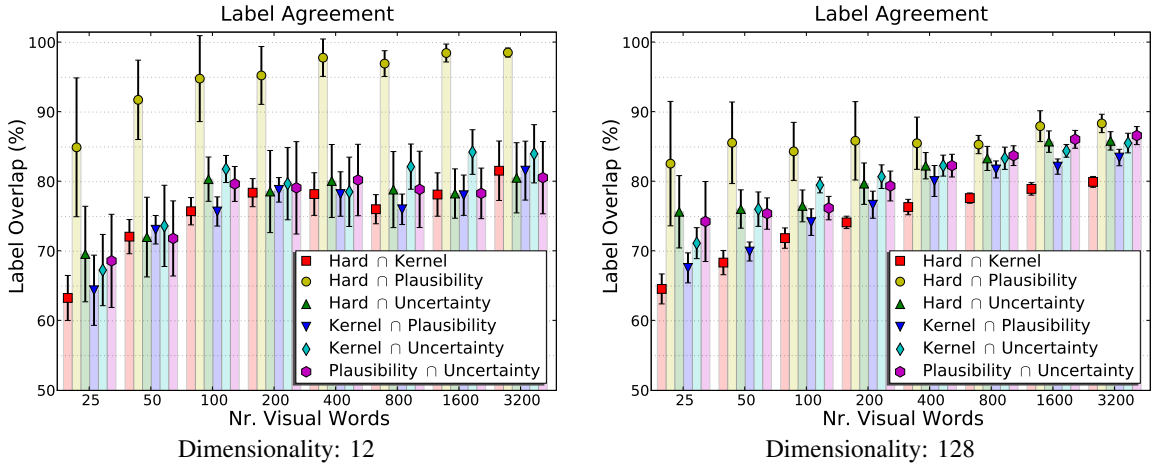 Label Agreement
Label Overlap (%)
100
90
80
70
60
50
Hard ∩ Kernel
Hard ∩ Plausibility
Hard ∩ Uncertainty
Kernel ∩ Plausibility
Kernel ∩ Uncertainty
Plausibility ∩ Uncertainty
25 50 100 200 400 800 1600 3200
Nr. Visual Words
Dimensionality: 12
Label Agreement
Label Overlap (%)
100
90
80
70
60
50
Hard ∩ Kernel
Hard ∩ Plausibility
Hard ∩ Uncertainty
Kernel ∩ Plausibility
Kernel ∩ Uncertainty
Plausibility ∩ Uncertainty
25 50 100 200 400 800 1600 3200
Nr. Visual Words
Dimensionality: 128